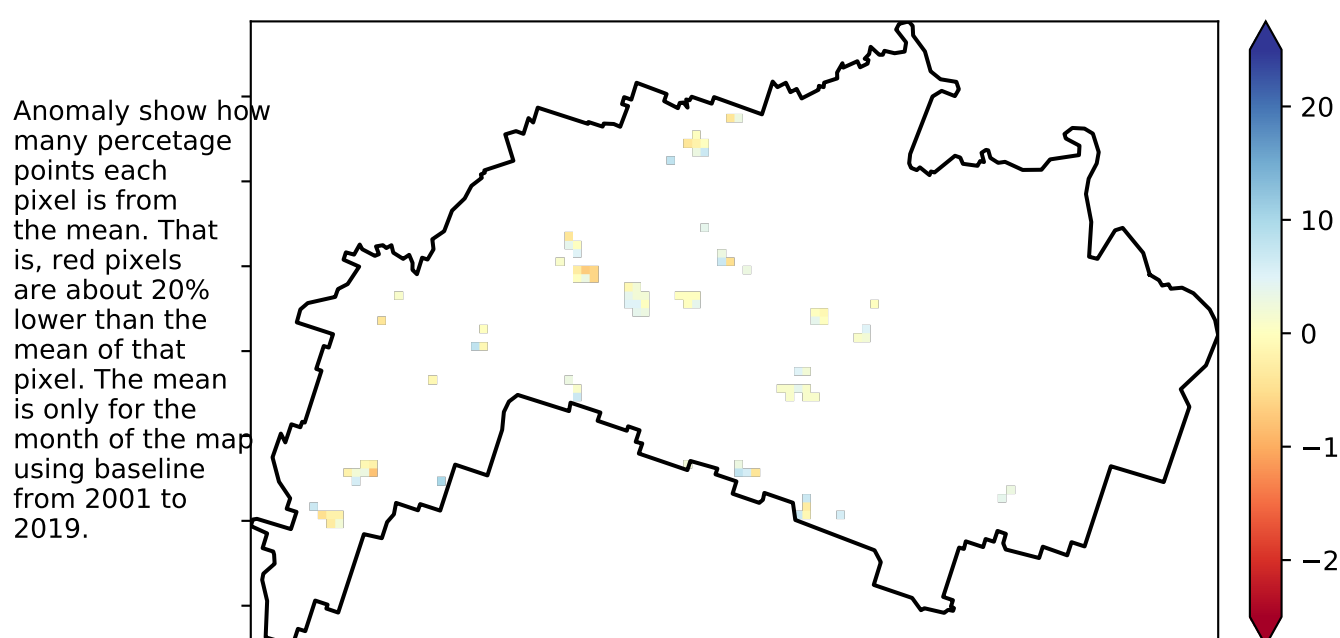 Anomaly show how
many percetage
points each
pixel is from
the mean. That
is, red pixels
are about 20%
lower than the
mean of that
pixel. The mean
is only for the
month of the map
using baseline
from 2001 to
2019.
20
10
0
−1
−2